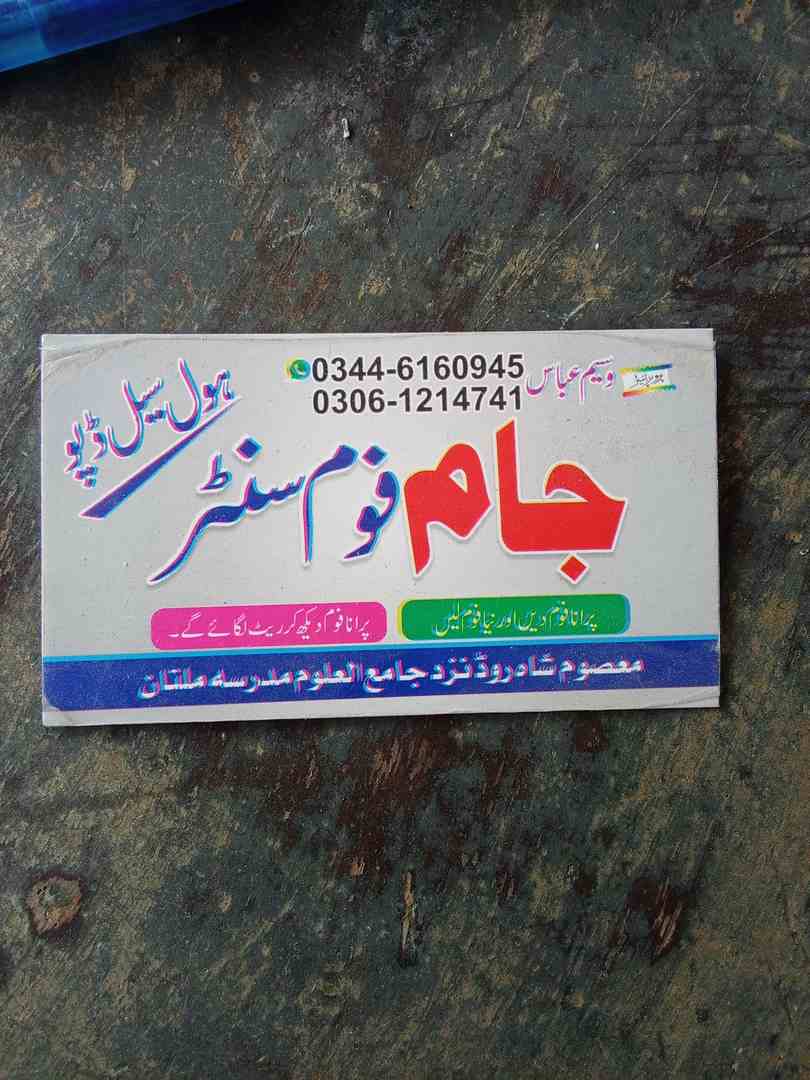 پروپرائیٹر وسیم عباس 0344-6160945
0306-1214741
ہول سیل ڈپو
جام فوم سنٹر
پرانا فوم دیں اور نیا فوم لیں
پرانا فوم دیکھ کر ریٹ لگائے گے۔
معصوم شاہ روڈ نزد جامع العلوم مدرسہ ملتان